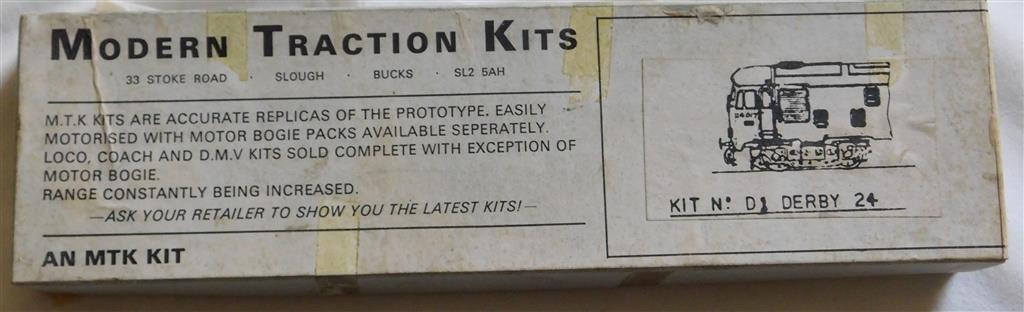 MODERN TRACTION KITS
33 STOKE ROAD · SLOUGH · BUCKS · SL2 5AH
M.T.K KITS ARE ACCURATE REPLICAS OF THE PROTOTYPE. EASILY
MOTORISED WITH MOTOR BOGIE PACKS AVAILABLE SEPERATELY.
LOCO, COACH AND D.M.V KITS SOLD COMPLETE WITH EXCEPTION OF
MOTOR BOGIE.
RANGE CONSTANTLY BEING INCREASED.
—ASK YOUR RETAILER TO SHOW YOU THE LATEST KITS!—
AN MTK KIT
KIT Nº D1 DERBY 24